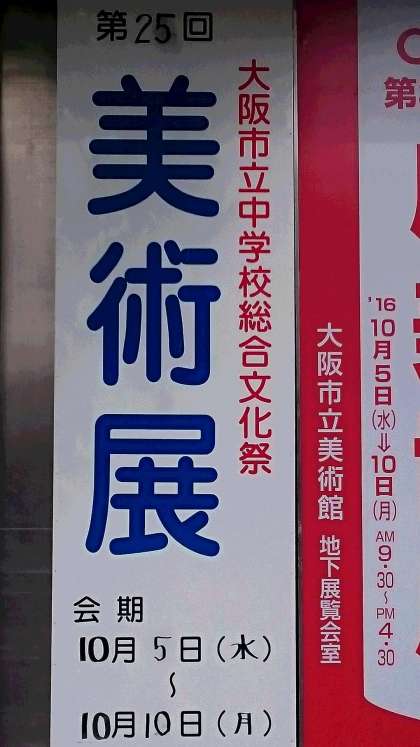 第25回
大阪市立中学校総合文化祭
美術展
会期
10月5日(水)
~
10月10日(月)
第
'16
10月5日(水)⇨10日(月)
AM9・30~PM4・30
大阪市立美術館 地下展覧会室